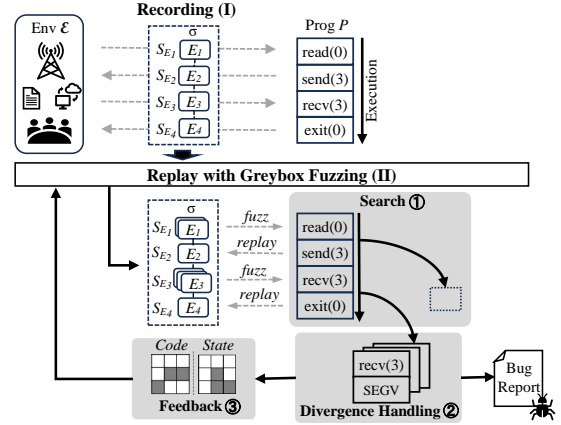 Recording (I)
Env ℰ
σ
Prog P
S_E1 E1
S_E2 E2
S_E3 E3
S_E4 E4
read(0)
send(3)
recv(3)
exit(0)
Execution
Replay with Greybox Fuzzing (II)
σ
S_E1 E1
S_E2 E2
S_E3 E3
S_E4 E4
fuzz
replay
fuzz
replay
Search ①
read(0)
send(3)
recv(3)
exit(0)
Code State
Feedback ③
recv(3)
SEGV
Divergence Handling ②
Bug
Report